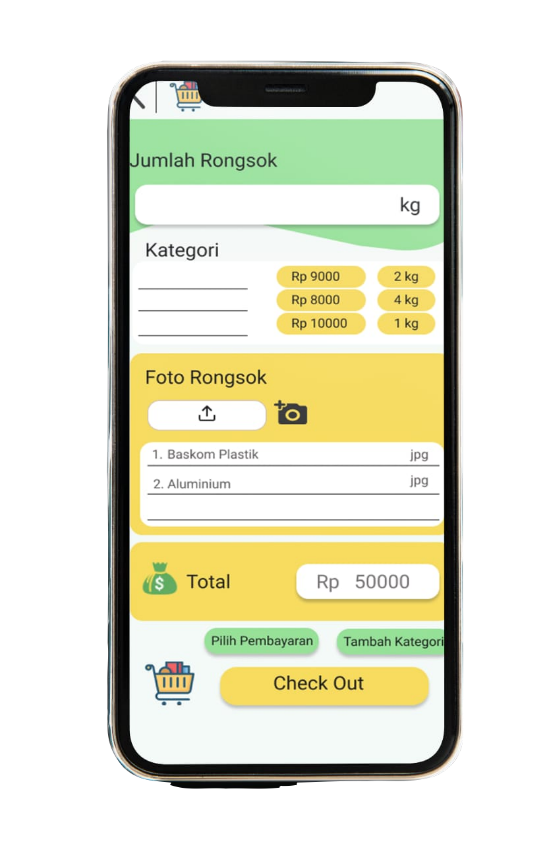 Jumlah Rongsok
kg
Kategori
Rp 9000 2 kg
Rp 8000 4 kg
Rp 10000 1 kg
Foto Rongsok
1. Baskom Plastik jpg
2. Aluminium jpg
$
Total Rp 50000
Pilih Pembayaran Tambah Kategori
Check Out